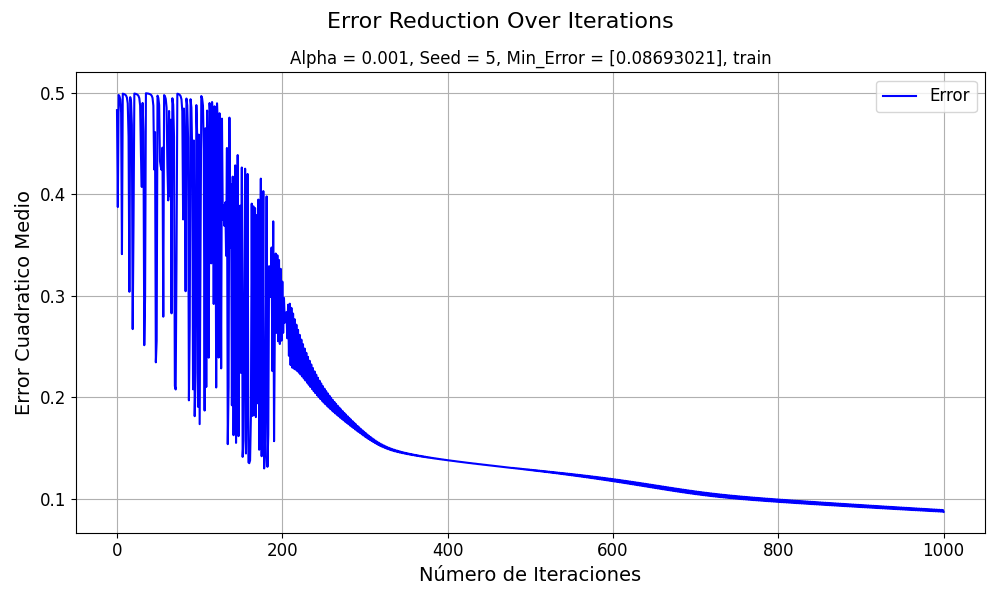 Error Reduction Over Iterations
Alpha = 0.001, Seed = 5, Min_Error = [0.08693021], train
Error
0.5
0.4
0.3
0.2
0.1
Error Cuadratico Medio
0 200 400 600 800 1000
Número de Iteraciones